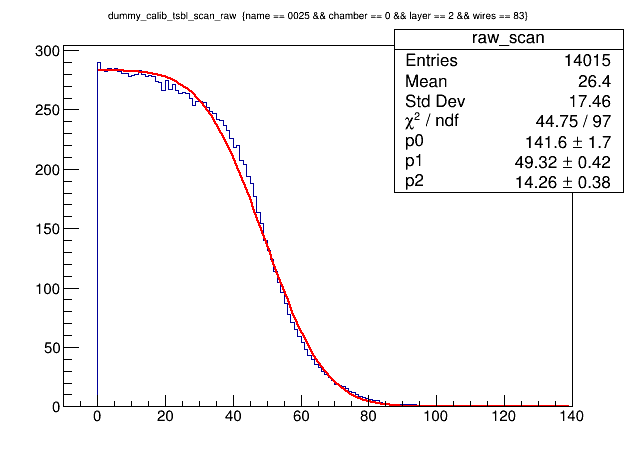 dummy_calib_tsbl_scan_raw {name == 0025 && chamber == 0 && layer == 2 && wires == 83}
raw_scan
Entries 14015
Mean 26.4
Std Dev 17.46
χ² / ndf 44.75 / 97
p0 141.6 ± 1.7
p1 49.32 ± 0.42
p2 14.26 ± 0.38
300
250
200
150
100
50
0
0 20 40 60 80 100 120 140